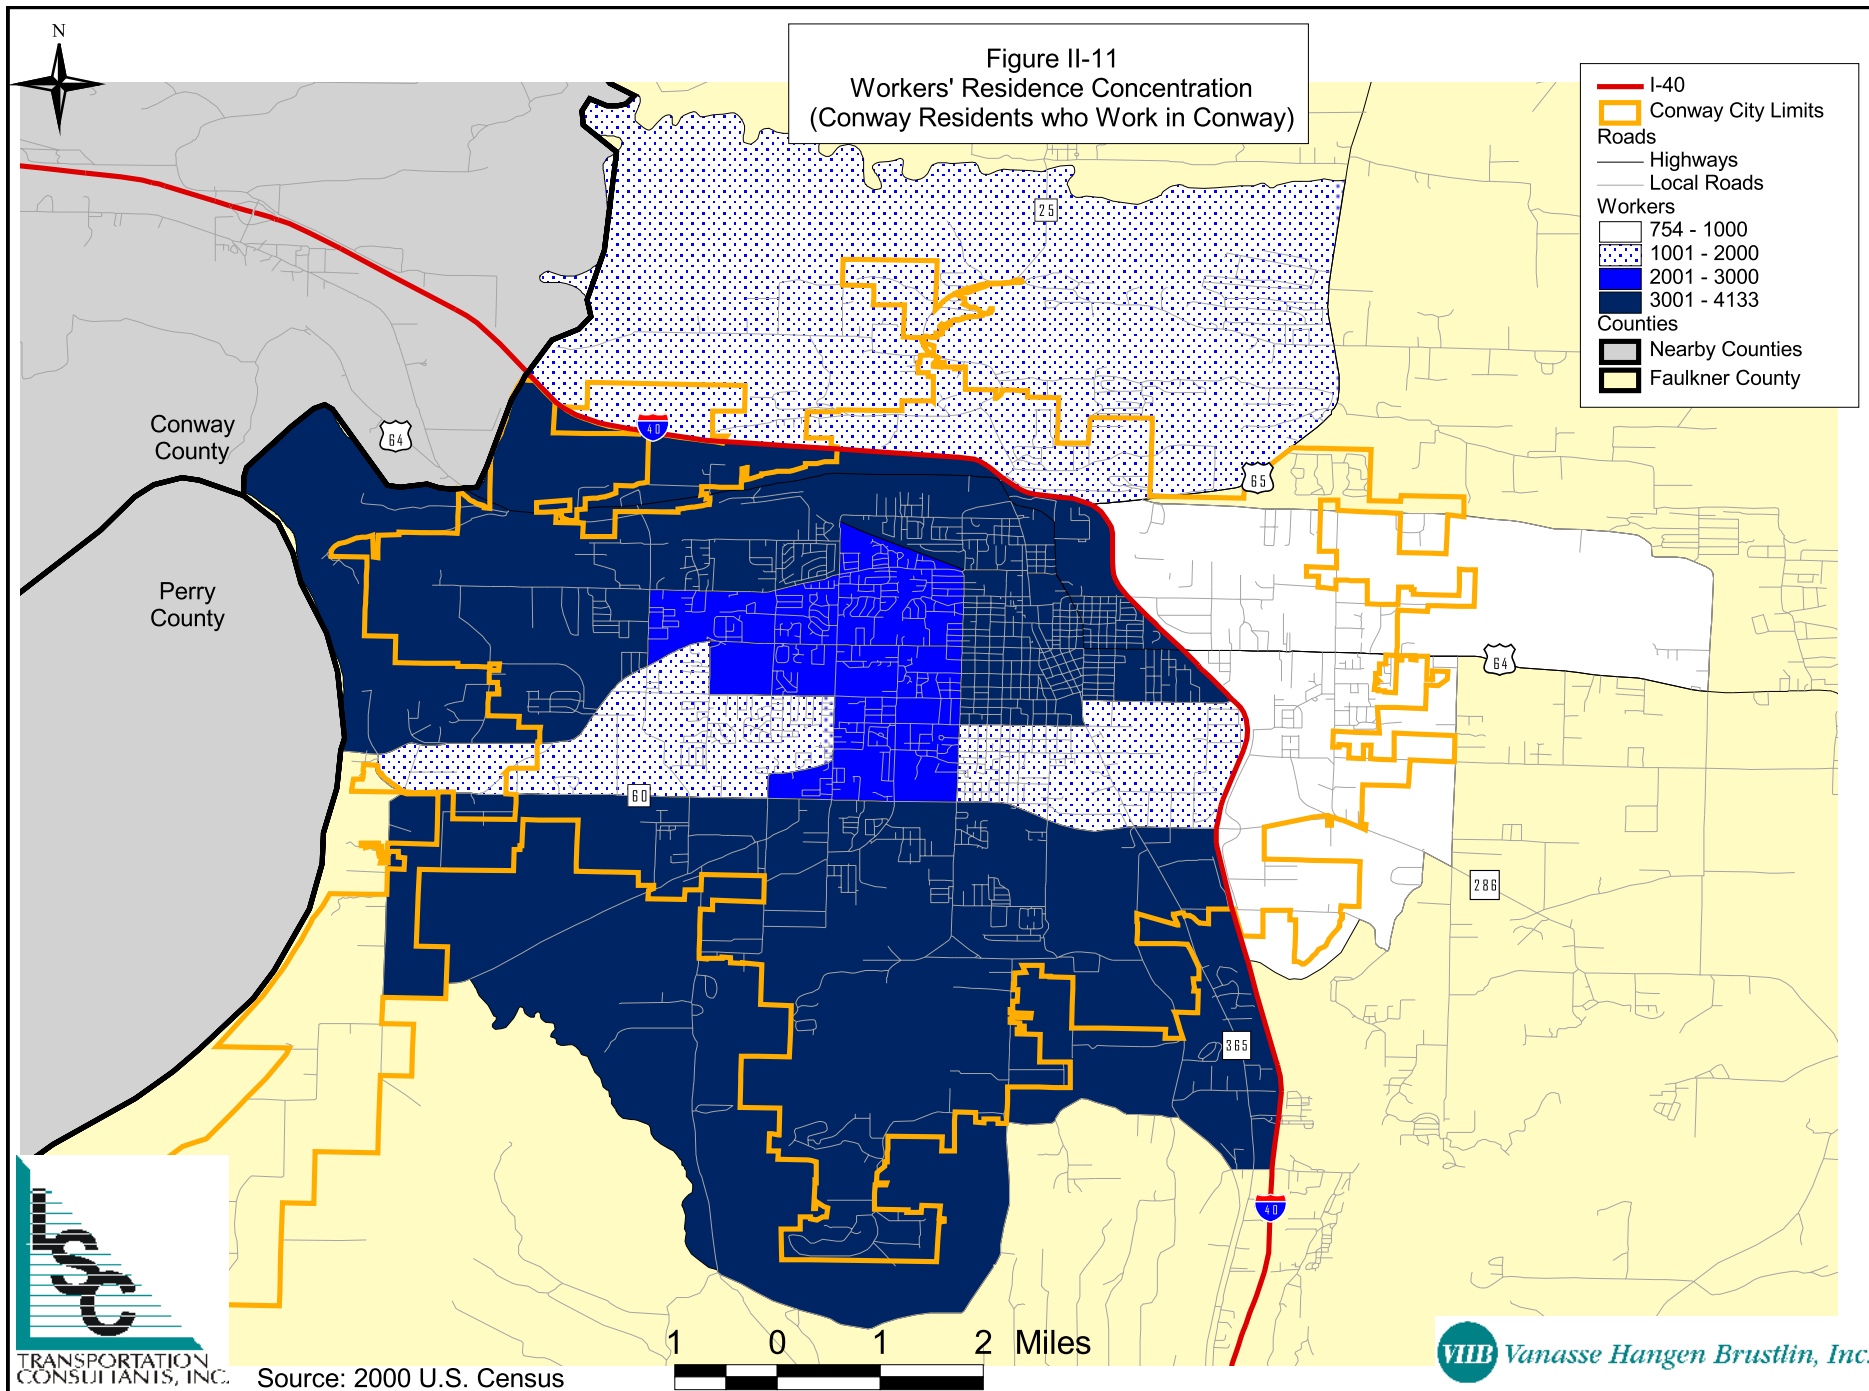 N
Figure II-11
Workers' Residence Concentration
(Conway Residents who Work in Conway)
I-40
Conway City Limits
Roads
Highways
Local Roads
Workers
754 - 1000
1001 - 2000
2001 - 3000
3001 - 4133
Counties
Nearby Counties
Faulkner County
25
40
64
Conway
County
65
Perry
County
64
60
286
365
40
1 0 1 2 Miles
LSC
TRANSPORTATION
CONSULTANTS, INC.
Source: 2000 U.S. Census
VHB Vanasse Hangen Brustlin, Inc.